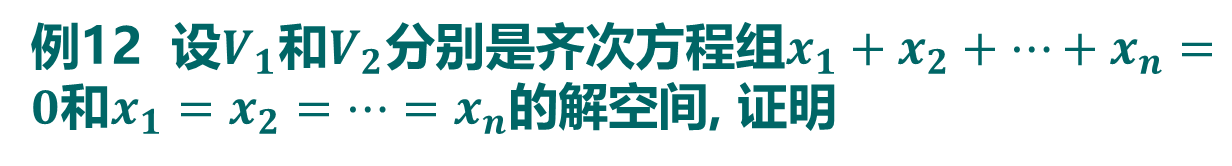 例12 设V₁和V₂分别是齐次方程组x₁ + x₂ + ⋯ + xₙ =
0和x₁ = x₂ = ⋯ = xₙ的解空间, 证明